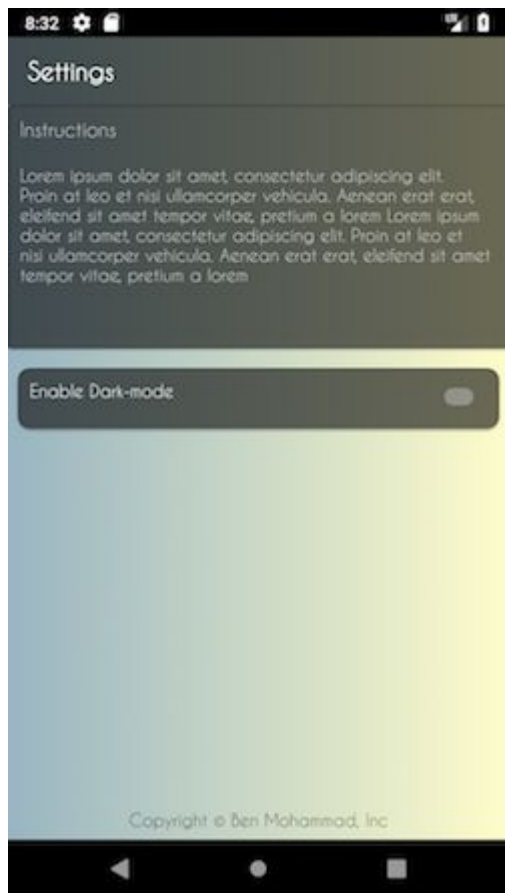 8:32
Settings
Instructions
Lorem ipsum dolor sit amet, consectetur adipiscing elit.
Proin at leo et nisi ullamcorper vehicula. Aenean erat erat,
eleifend sit amet tempor vitae, pretium a lorem Lorem ipsum
dolor sit amet, consectetur adipiscing elit. Proin at leo et
nisi ullamcorper vehicula. Aenean erat erat, eleifend sit amet
tempor vitae, pretium a lorem
Enable Dark-mode
Copyright © Ben Mohammad, Inc